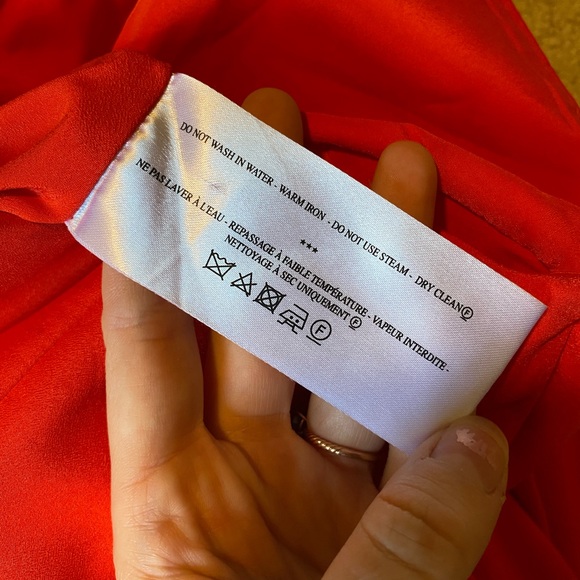 DO NOT WASH IN WATER - WARM IRON - DO NOT USE STEAM - DRY CLEAN Ⓕ
***
NE PAS LAVER À L'EAU - REPASSAGE À FAIBLE TEMPÉRATURE - VAPEUR INTERDITE -
NETTOYAGE À SEC UNIQUEMENT Ⓕ
Ⓕ